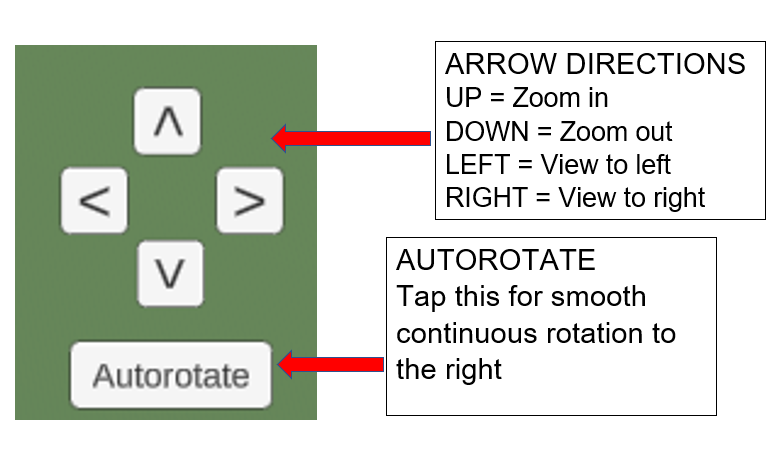 ARROW DIRECTIONS
UP = Zoom in
DOWN = Zoom out
LEFT = View to left
RIGHT = View to right
AUTOROTATE
Tap this for smooth
continuous rotation to
the right
Autorotate